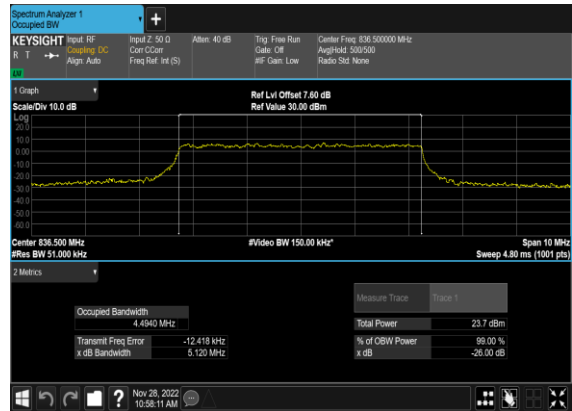 Spectrum Analyzer 1
Occupied BW
+
KEYSIGHT
R T
LW
Input: RF
Coupling: DC
Align: Auto
Input Z: 50 Ω
Corr CCorr
Freq Ref: Int (S)
Atten: 40 dB
Trig: Free Run
Gate: Off
#IF Gain: Low
Center Freq: 836.500000 MHz
Avg|Hold: 500/500
Radio Std: None
1 Graph
Scale/Div 10.0 dB
Ref Lvl Offset 7.60 dB
Ref Value 30.00 dBm
Log
20.0
10.0
0.00
-10.0
-20.0
-30.0
-40.0
-50.0
-60.0
Center 836.500 MHz
#Res BW 51.000 kHz
#Video BW 150.00 kHz*
Span 10 MHz
Sweep 4.80 ms (1001 pts)
2 Metrics
Measure Trace Trace 1
Occupied Bandwidth
4.4940 MHz
Total Power 23.7 dBm
Transmit Freq Error -12.418 kHz
% of OBW Power 99.00 %
x dB Bandwidth 5.120 MHz
x dB -26.00 dB
?
Nov 28, 2022
10:58:11 AM